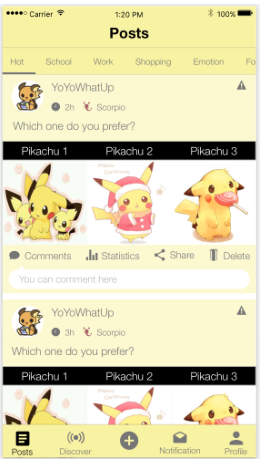 Carrier 1:20 PM 100%
Posts
Hot School Work Shopping Emotion Fo
YoYoWhatUp
2h Scorpio
Which one do you prefer?
Pikachu 1 Pikachu 2 Pikachu 3
Comments Statistics Share Delete
You can comment here
YoYoWhatUp
3h Scorpio
Which one do you prefer?
Pikachu 1 Pikachu 2 Pikachu 3
Posts Discover Notification Profile